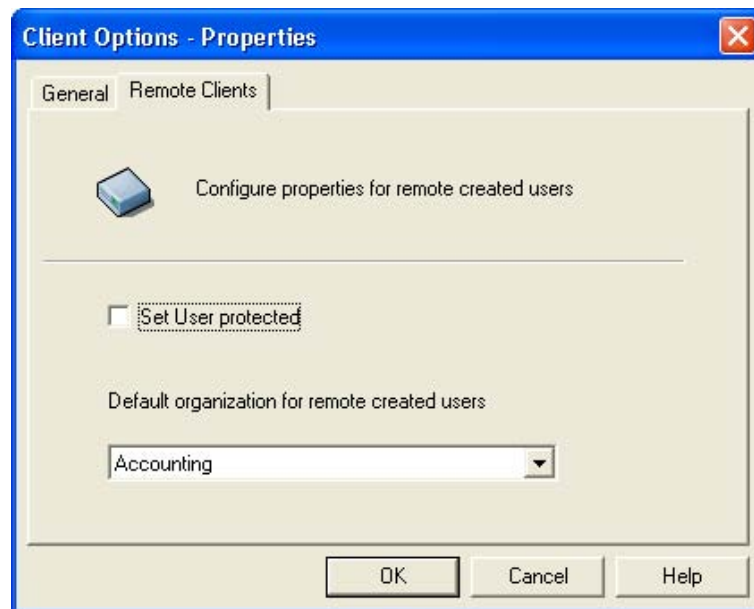 Client Options - Properties
General
Remote Clients
Configure properties for remote created users
Set User protected
Default organization for remote created users
Accounting
OK
Cancel
Help